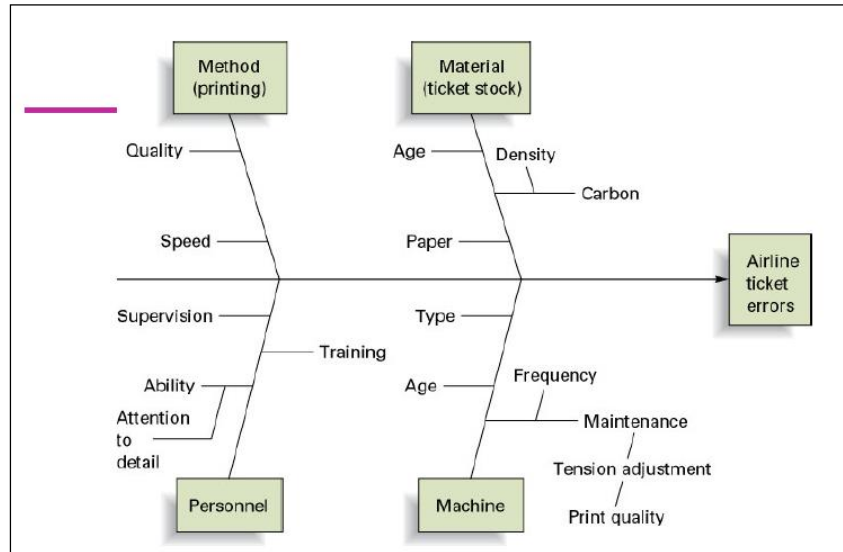 Method
(printing)
Material
(ticket stock)
Quality
Age
Density
Carbon
Speed
Paper
Airline
ticket
errors
Supervision
Type
Training
Ability
Age
Frequency
Attention
to
detail
Maintenance
Tension adjustment
Print quality
Personnel
Machine